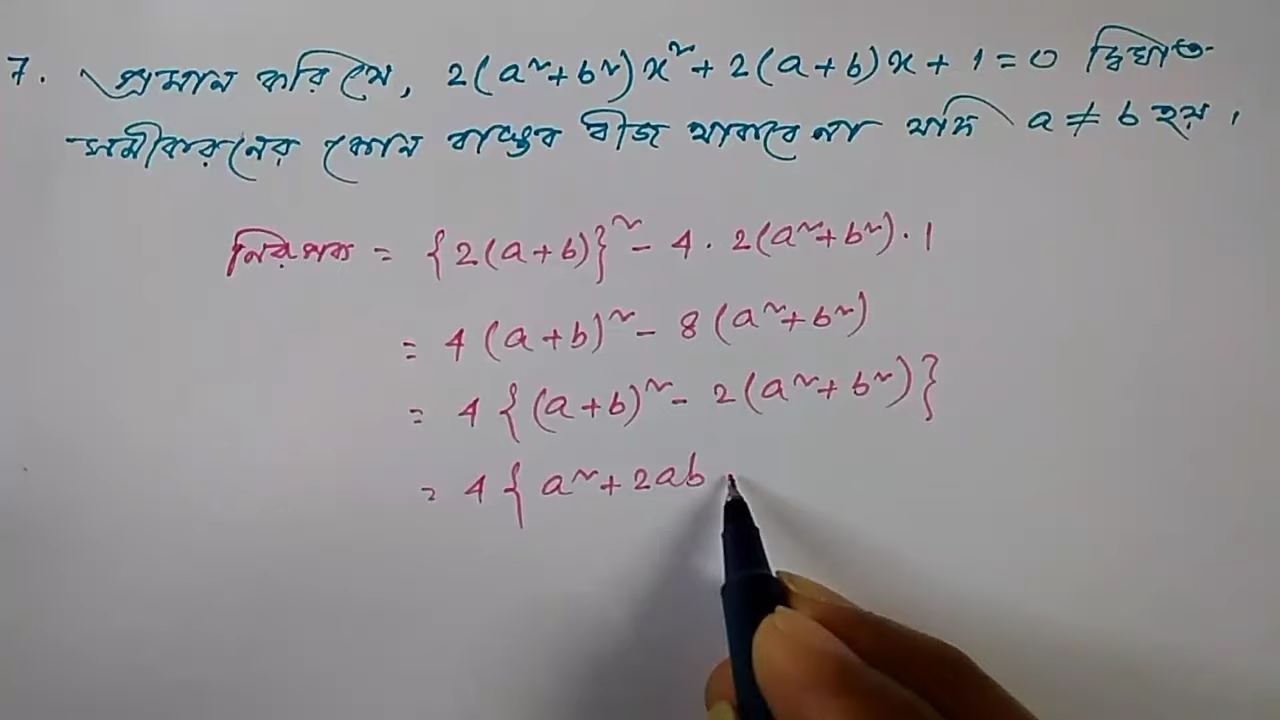 7. প্রমান করি যে, 2(a²+b²)x²+2(a+b)x+1=0 দ্বিঘাত
সমীকরনের কোন বাস্তব বীজ থাকবে না যদি a≠b হয়।
নিরূপক = {2(a+b)}²-4.2(a²+b²).1
= 4(a+b)²-8(a²+b²)
= 4{(a+b)²-2(a²+b²)}
= 4{a²+2ab